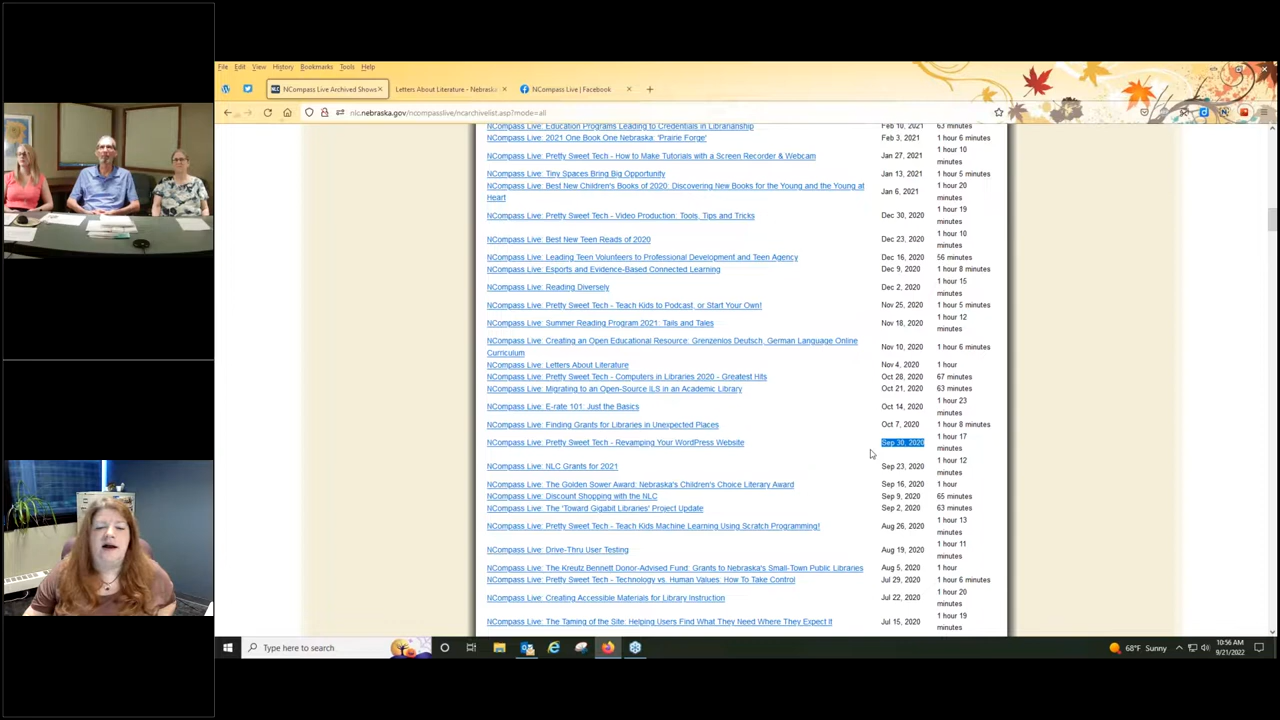 File Edit View History Bookmarks Tools Help
NLC NCompass Live Archived Shows
Letters About Literature - Nebraska
NCompass Live | Facebook
nlc.nebraska.gov/ncompasslive/ncarchivelist.asp?mode=all
NCompass Live: Education Programs Leading to Credentials in Librarianship Feb 10, 2021 63 minutes
NCompass Live: 2021 One Book One Nebraska: 'Prairie Forge' Feb 3, 2021 1 hour 6 minutes
NCompass Live: Pretty Sweet Tech - How to Make Tutorials with a Screen Recorder & Webcam Jan 27, 2021 1 hour 10
minutes
NCompass Live: Tiny Spaces Bring Big Opportunity Jan 13, 2021 1 hour 5 minutes
NCompass Live: Best New Children's Books of 2020: Discovering New Books for the Young and the Young at Jan 6, 2021 1 hour 20
Heart minutes
NCompass Live: Pretty Sweet Tech - Video Production: Tools, Tips and Tricks Dec 30, 2020 1 hour 19
minutes
NCompass Live: Best New Teen Reads of 2020 Dec 23, 2020 1 hour 10
minutes
NCompass Live: Leading Teen Volunteers to Professional Development and Teen Agency Dec 16, 2020 56 minutes
NCompass Live: Esports and Evidence-Based Connected Learning Dec 9, 2020 1 hour 8 minutes
NCompass Live: Reading Diversely Dec 2, 2020 1 hour 15
minutes
NCompass Live: Pretty Sweet Tech - Teach Kids to Podcast, or Start Your Own! Nov 25, 2020 1 hour 5 minutes
NCompass Live: Summer Reading Program 2021: Tails and Tales Nov 18, 2020 1 hour 12
minutes
NCompass Live: Creating an Open Educational Resource: Grenzenlos Deutsch, German Language Online Nov 10, 2020 1 hour 6 minutes
Curriculum
NCompass Live: Letters About Literature Nov 4, 2020 1 hour
NCompass Live: Pretty Sweet Tech - Computers in Libraries 2020 - Greatest Hits Oct 28, 2020 67 minutes
NCompass Live: Migrating to an Open-Source ILS in an Academic Library Oct 21, 2020 63 minutes
NCompass Live: E-rate 101: Just the Basics Oct 14, 2020 1 hour 23
minutes
NCompass Live: Finding Grants for Libraries in Unexpected Places Oct 7, 2020 1 hour 8 minutes
NCompass Live: Pretty Sweet Tech - Revamping Your WordPress Website Sep 30, 2020 1 hour 17
minutes
NCompass Live: NLC Grants for 2021 Sep 23, 2020 1 hour 12
minutes
NCompass Live: The Golden Sower Award: Nebraska's Children's Choice Literary Award Sep 16, 2020 1 hour
NCompass Live: Discount Shopping with the NLC Sep 9, 2020 65 minutes
NCompass Live: The 'Toward Gigabit Libraries' Project Update Sep 2, 2020 63 minutes
NCompass Live: Pretty Sweet Tech - Teach Kids Machine Learning Using Scratch Programming! Aug 26, 2020 1 hour 13
minutes
NCompass Live: Drive-Thru User Testing Aug 19, 2020 1 hour 11
minutes
NCompass Live: The Kreutz Bennett Donor-Advised Fund: Grants to Nebraska's Small-Town Public Libraries Aug 5, 2020 1 hour
NCompass Live: Pretty Sweet Tech - Technology vs. Human Values: How To Take Control Jul 29, 2020 1 hour 6 minutes
NCompass Live: Creating Accessible Materials for Library Instruction Jul 22, 2020 1 hour 20
minutes
NCompass Live: The Taming of the Site: Helping Users Find What They Need Where They Expect It Jul 15, 2020 1 hour 19
minutes
Type here to search
68°F Sunny
10:56 AM
9/21/2022